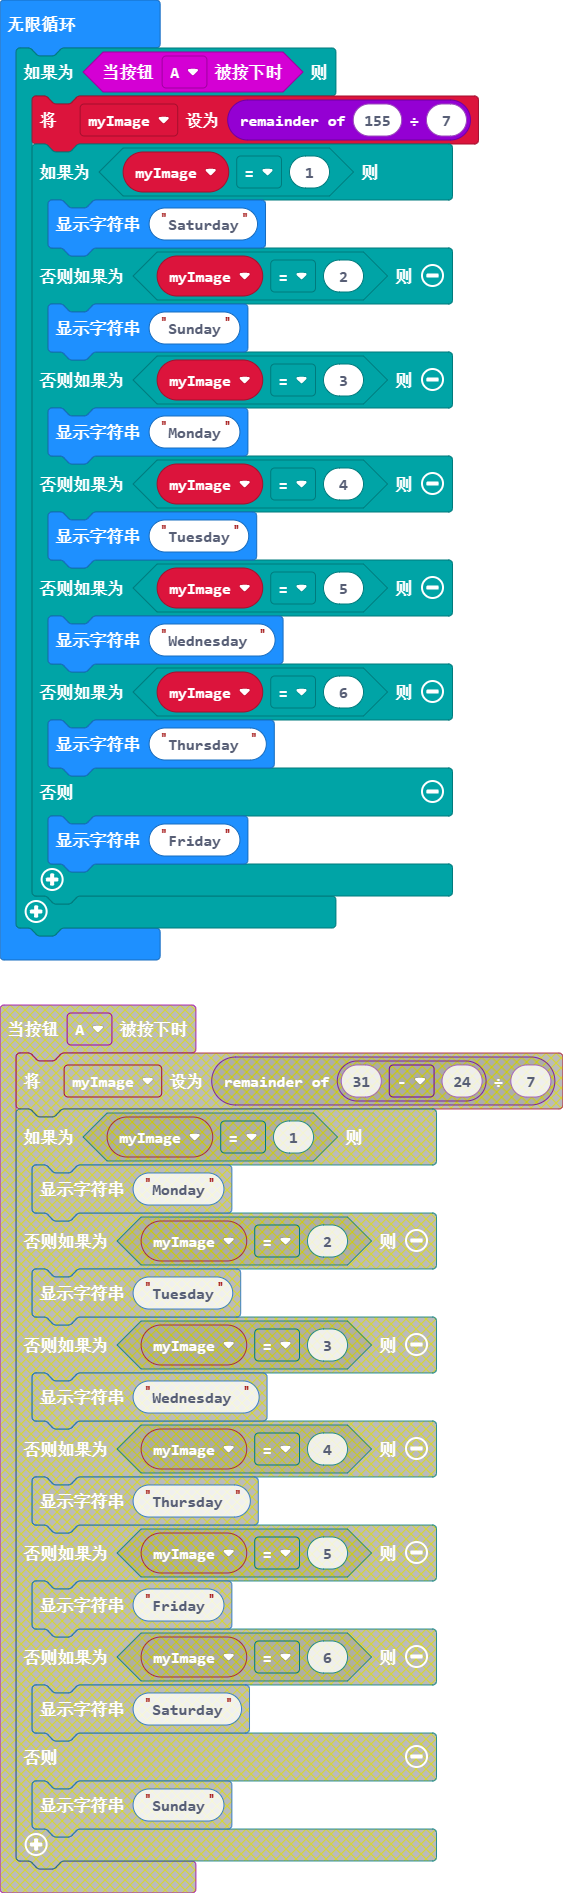 无限循环
如果为 当按钮 A 被按下时 则
将 myImage 设为 remainder of 155 ÷ 7
如果为 myImage = 1 则
显示字符串 "Saturday"
否则如果为 myImage = 2 则
显示字符串 "Sunday"
否则如果为 myImage = 3 则
显示字符串 "Monday"
否则如果为 myImage = 4 则
显示字符串 "Tuesday"
否则如果为 myImage = 5 则
显示字符串 "Wednesday "
否则如果为 myImage = 6 则
显示字符串 "Thursday "
否则
显示字符串 "Friday"
当按钮 A 被按下时
将 myImage 设为 remainder of 31 - 24 ÷ 7
如果为 myImage = 1 则
显示字符串 "Monday"
否则如果为 myImage = 2 则
显示字符串 "Tuesday"
否则如果为 myImage = 3 则
显示字符串 "Wednesday "
否则如果为 myImage = 4 则
显示字符串 "Thursday "
否则如果为 myImage = 5 则
显示字符串 "Friday"
否则如果为 myImage = 6 则
显示字符串 "Saturday"
否则
显示字符串 "Sunday"